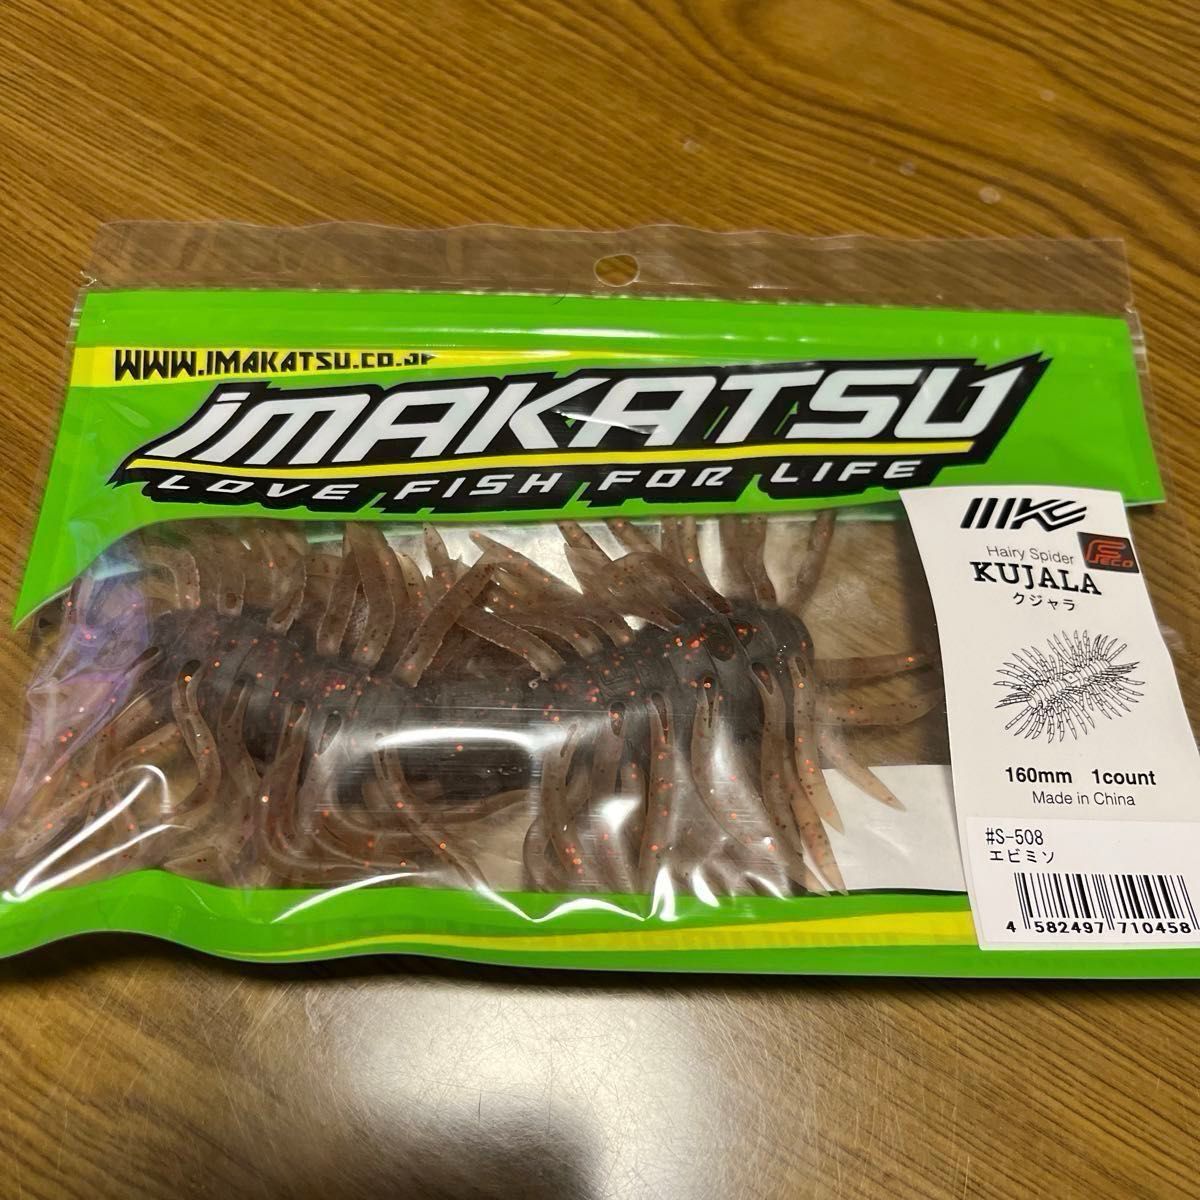 WWW.IMAKATSU.CO.JP
iMAKATSU
LOVE FISH FOR LIFE
IIIKE
Hairy Spider
FECO
KUJALA
クジャラ
160mm 1count
Made in China
#S-508
エビミソ
4 582497 710458